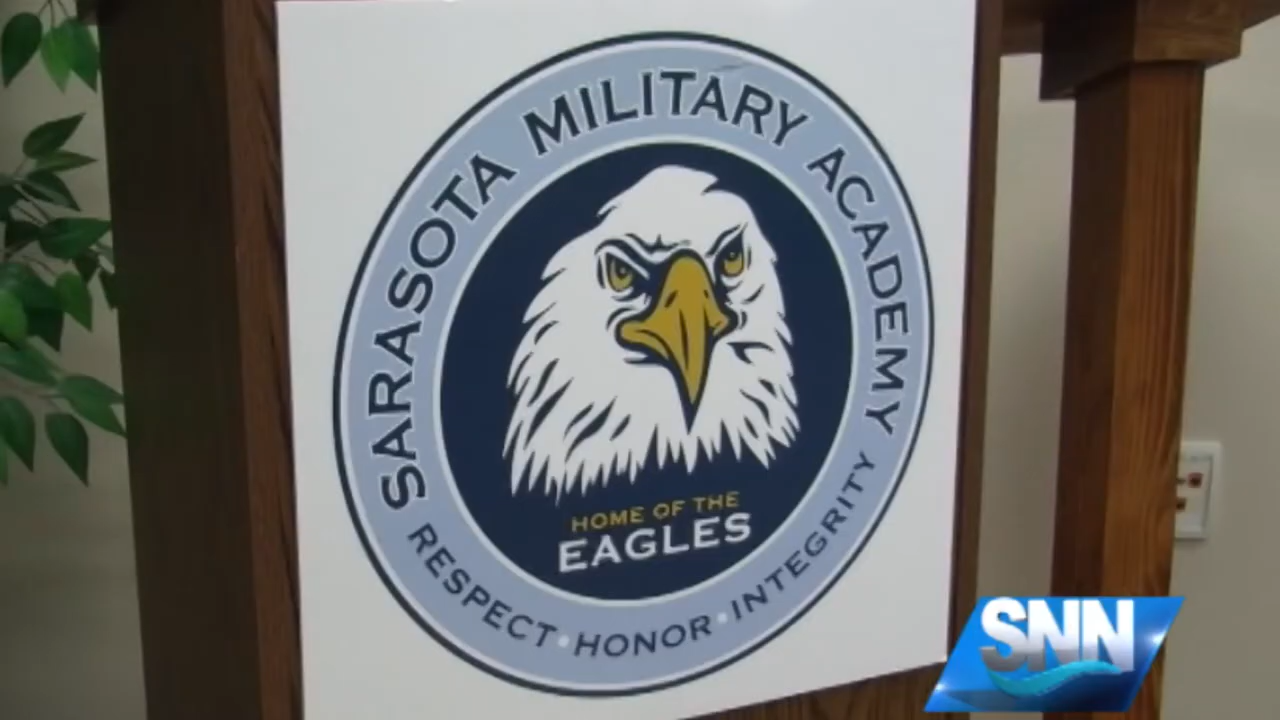 SARASOTA MILITARY ACADEMY
HOME OF THE
EAGLES
RESPECT • HONOR • INTEGRITY
SNN